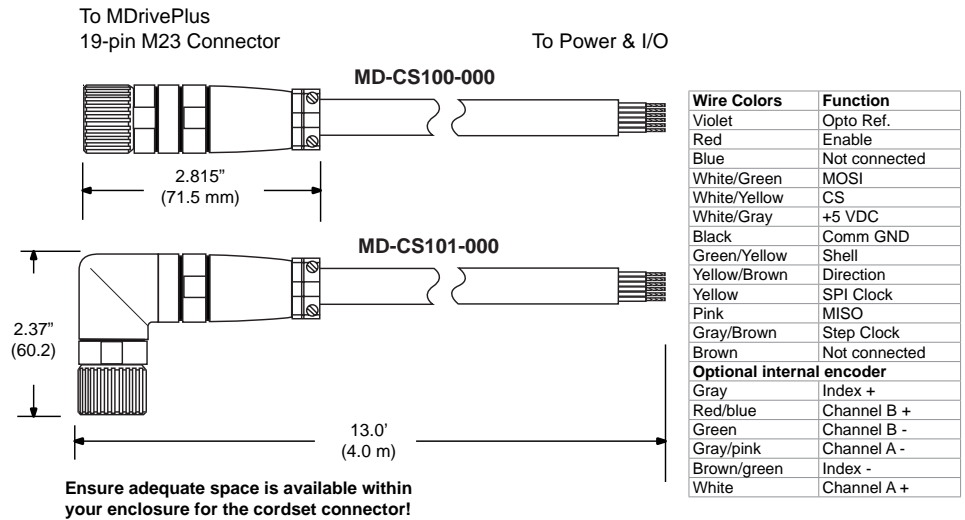 To MDrivePlus
19-pin M23 Connector
To Power & I/O
MD-CS100-000
2.815”
(71.5 mm)
MD-CS101-000
2.37”
(60.2)
13.0’
(4.0 m)
Ensure adequate space is available within
your enclosure for the cordset connector!
Wire Colors Function
Violet Opto Ref.
Red Enable
Blue Not connected
White/Green MOSI
White/Yellow CS
White/Gray +5 VDC
Black Comm GND
Green/Yellow Shell
Yellow/Brown Direction
Yellow SPI Clock
Pink MISO
Gray/Brown Step Clock
Brown Not connected
Optional internal encoder
Gray Index +
Red/blue Channel B +
Green Channel B -
Gray/pink Channel A -
Brown/green Index -
White Channel A +